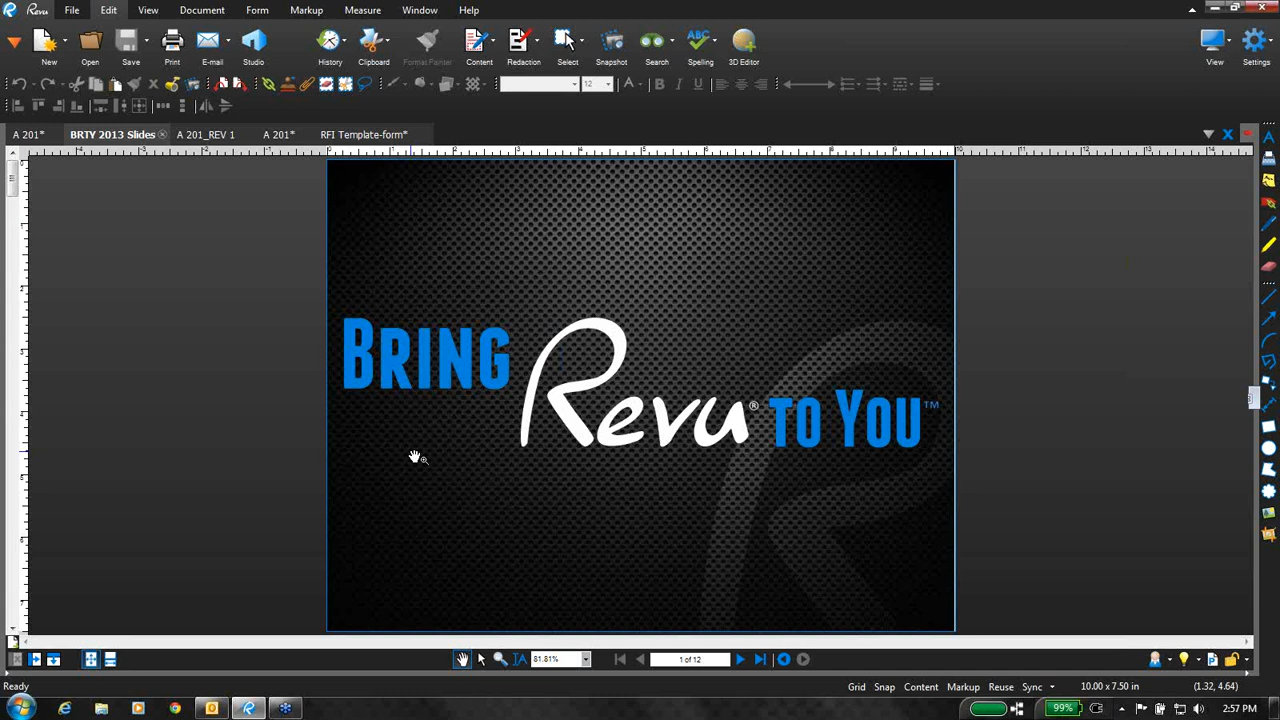 Revu File Edit View Document Form Markup Measure Window Help
New Open Save Print E-mail Studio History Clipboard Format Painter Content Redaction Select Snapshot Search Spelling 3D Editor View Settings
12 A B I U
A 201* BRTY 2013 Slides A 201_REV 1 A 201* RFI Template-form*
BRING Revu® TO YOU™
81.81% 1 of 12
Ready Grid Snap Content Markup Reuse Sync 10.00 x 7.50 in (1.32, 4.64)
99% 2:57 PM